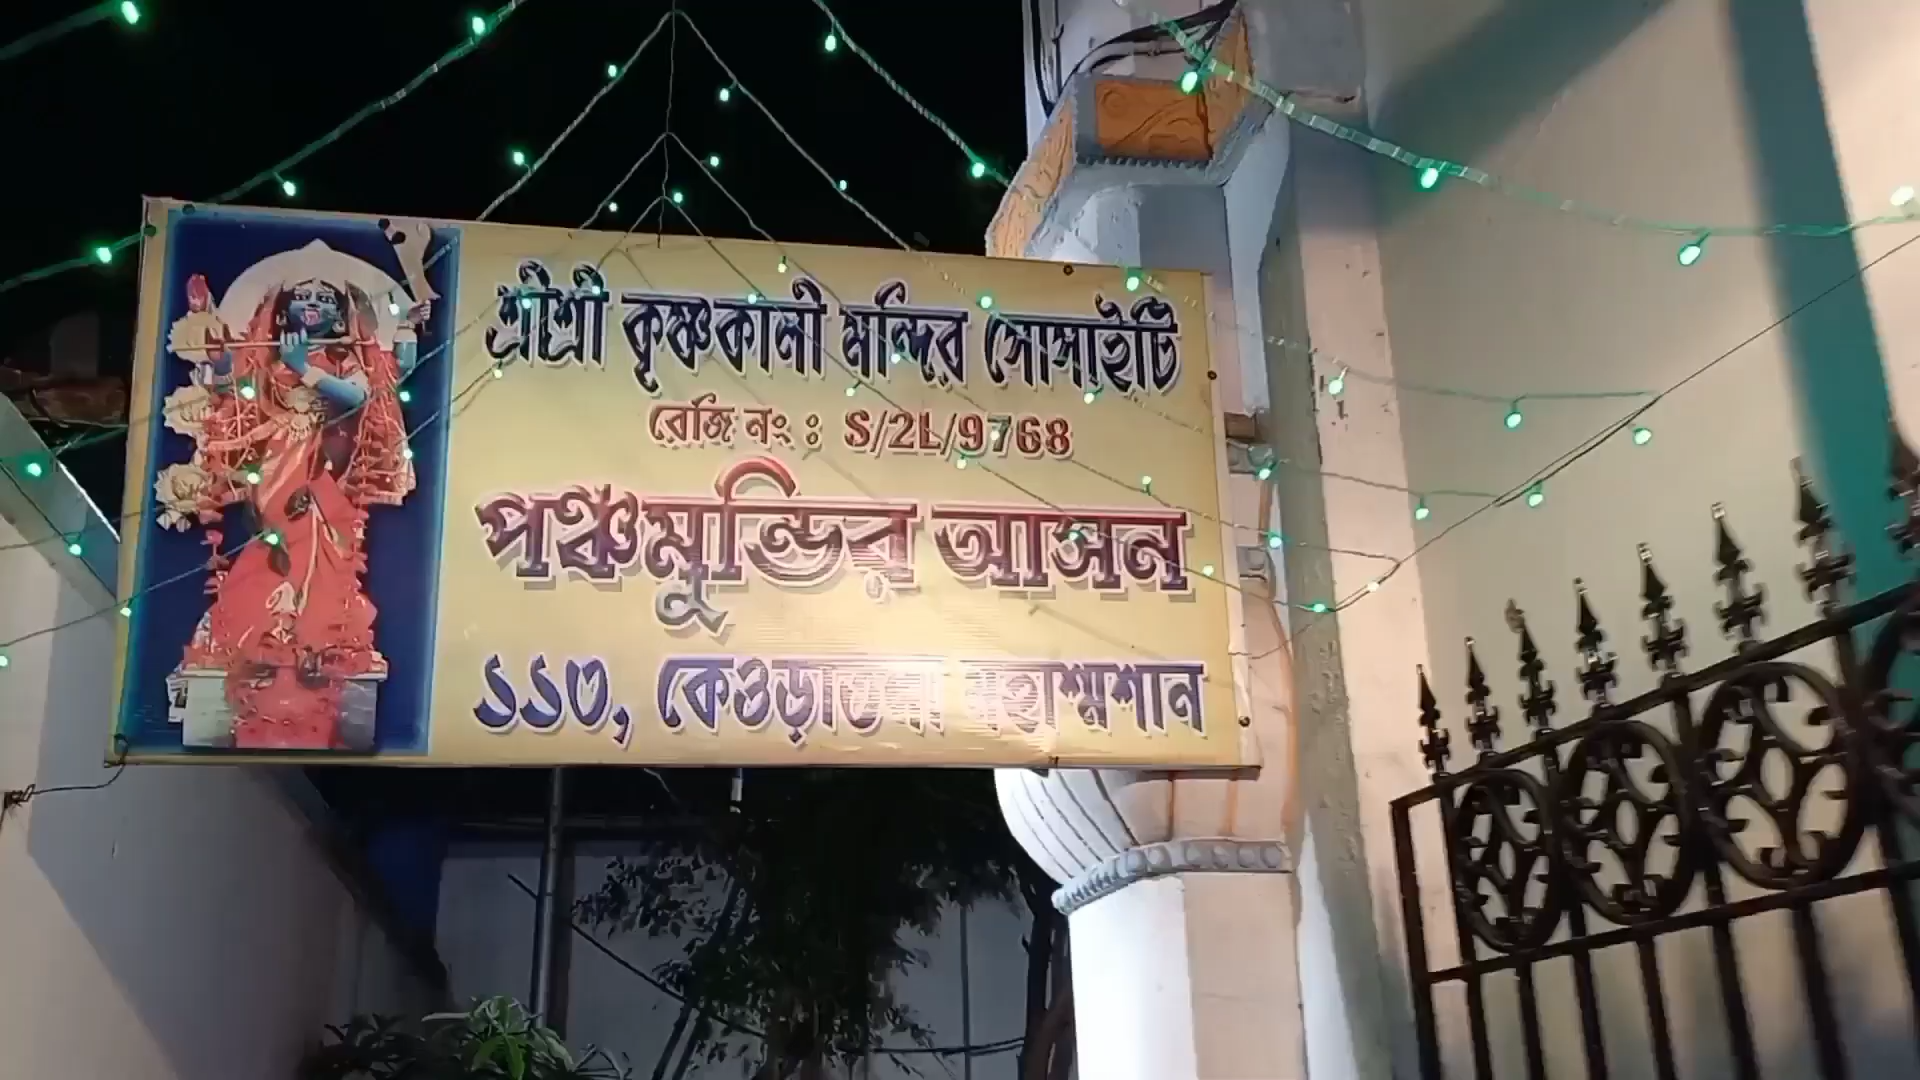 শ্রীশ্রী কৃষ্ণকালী মন্দির সোসাইটি
রেজি নং : S/2L/9768
পঞ্চমুন্ডির আসন
১১৩, কেওড়াতলা মহাশ্মশান